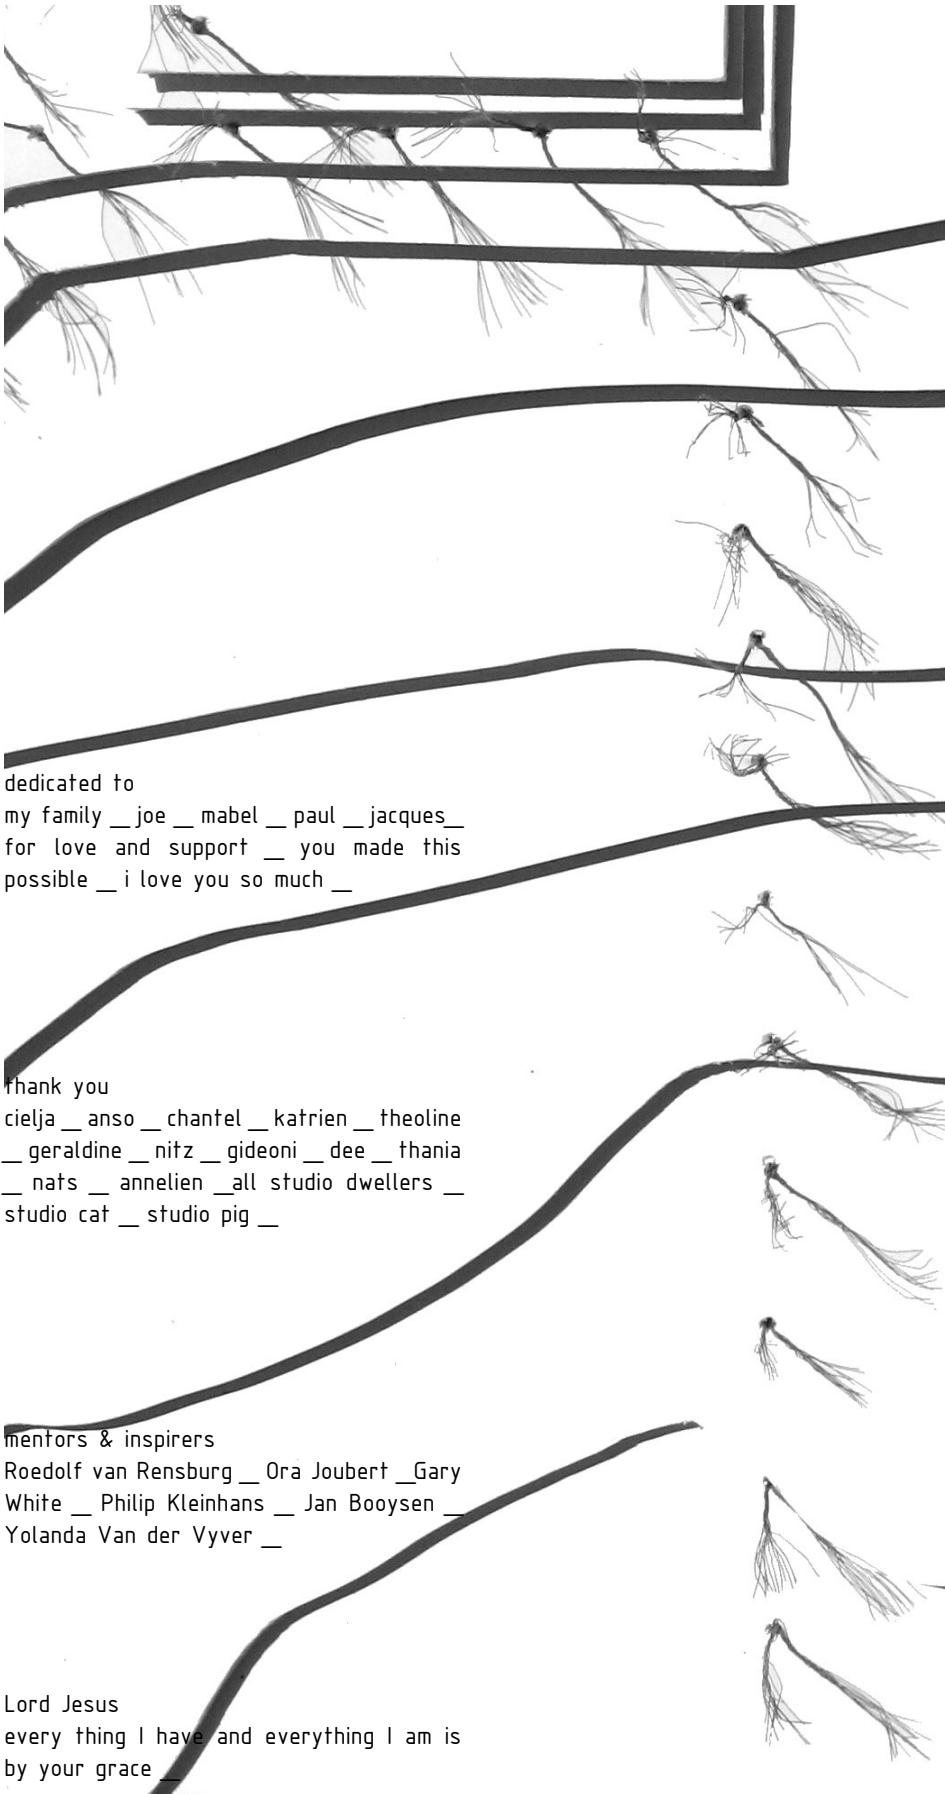 dedicated to
my family __ joe __ mabel __ paul __ jacques__
for love and support __ you made this
possible __ i love you so much __
thank you
cielja __ anso __ chantel __ katrien __ theoline
__ geraldine __ nitz __ gideoni __ dee __ thania
__ nats __ annelien __all studio dwellers __
studio cat __ studio pig __
mentors & inspirers
Roedolf van Rensburg __ Ora Joubert __Gary
White __ Philip Kleinhans __ Jan Booysen __
Yolanda Van der Vyver __
Lord Jesus
every thing I have and everything I am is
by your grace __